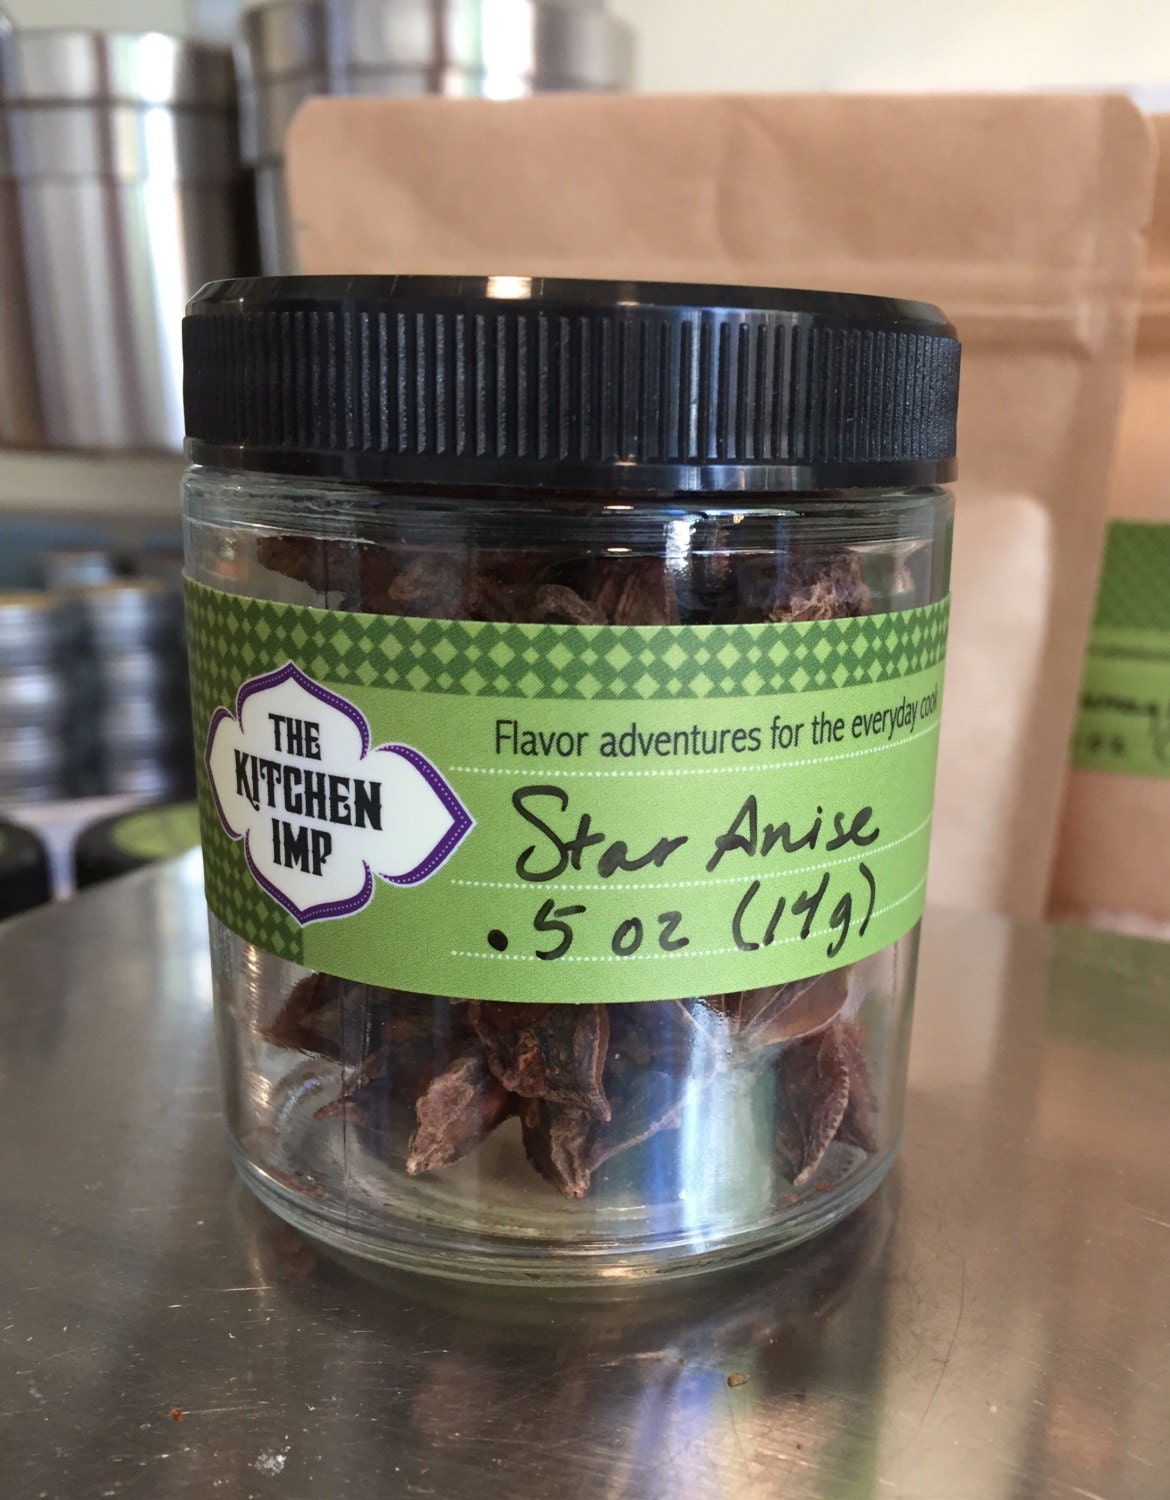 THE
KITCHEN
IMP
Flavor adventures for the everyday cook
Star Anise
.5 oz (14g)